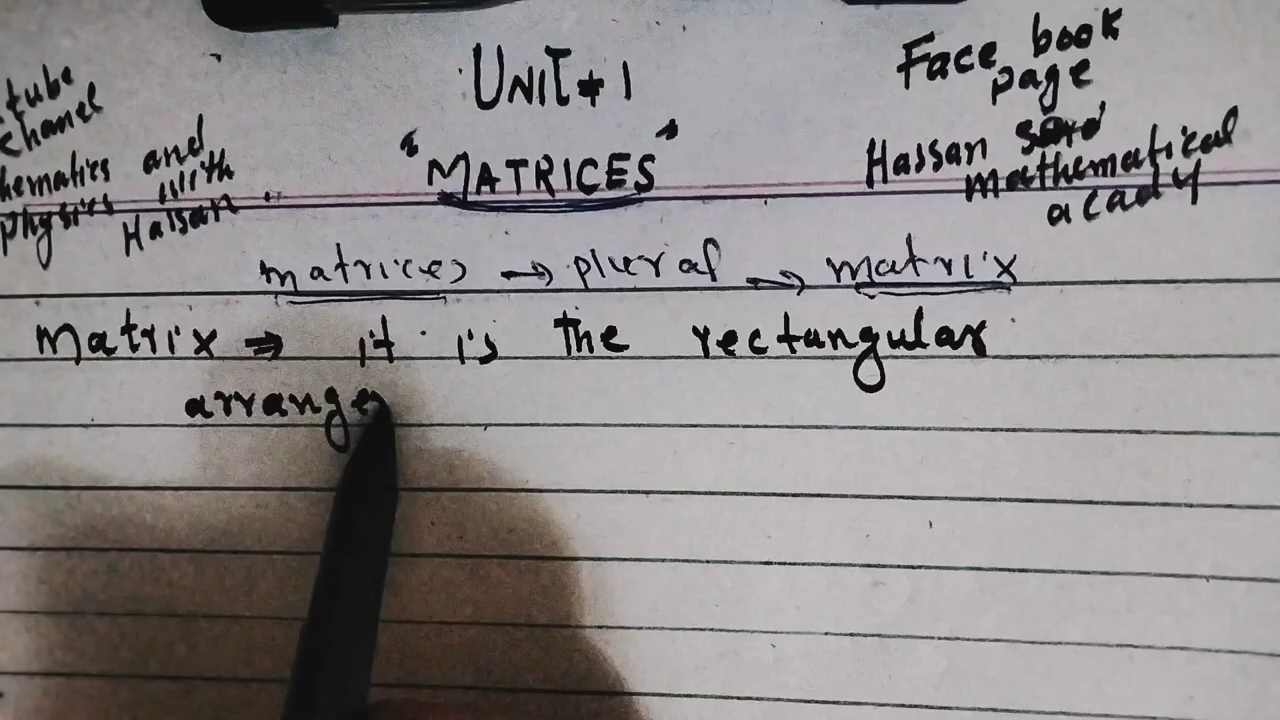 UNIT # 1
"MATRICES"
tube
chanel
hematics and
physics with
Hassan
Face book
page
Hassan
mathematical
acady
matrices → plural → matrix
Matrix ⇒ it is the rectangular
arrange